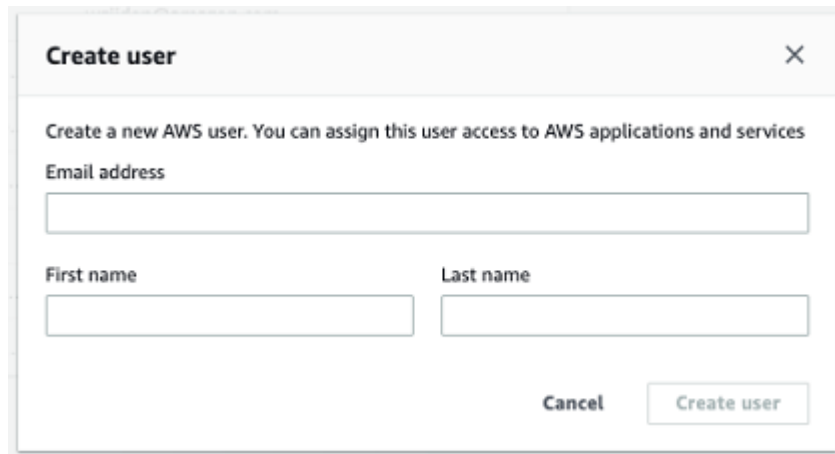 Create user
Create a new AWS user. You can assign this user access to AWS applications and services
Email address
First name Last name
Cancel Create user